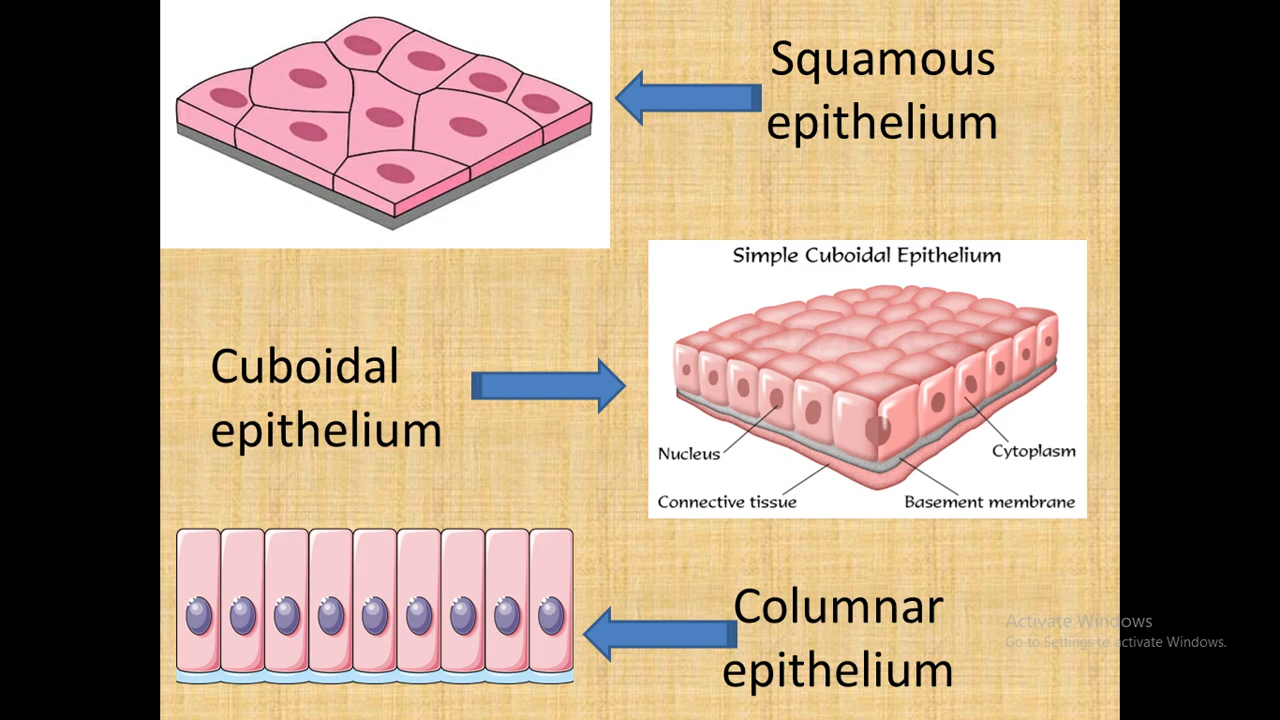 Squamous
epithelium
Simple Cuboidal Epithelium
Cuboidal
epithelium
Nucleus
Cytoplasm
Connective tissue
Basement membrane
Columnar
epithelium
Activate Windows
Go to Settings to activate Windows.